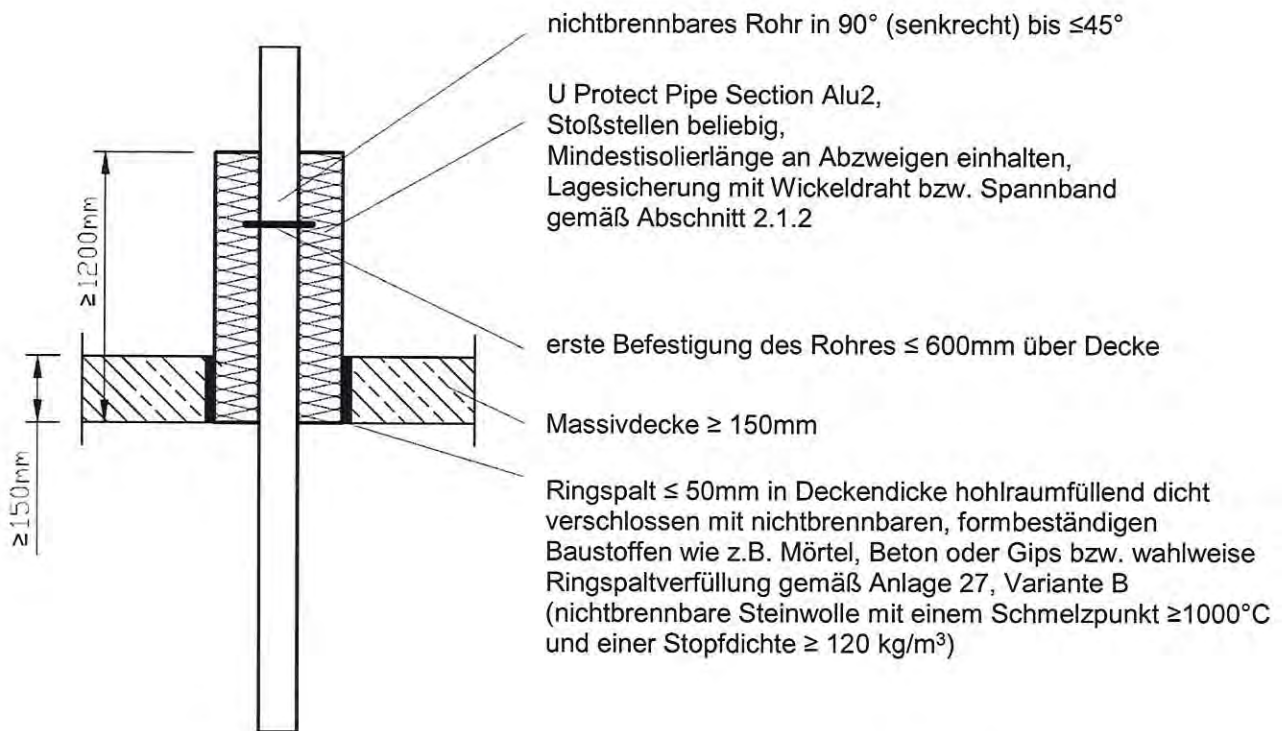 nichtbrennbares Rohr in 90° (senkrecht) bis ≤45°
U Protect Pipe Section Alu2,
Stoßstellen beliebig,
Mindestisolierlänge an Abzweigen einhalten,
Lagesicherung mit Wickeldraht bzw. Spannband
gemäß Abschnitt 2.1.2
≥1200mm
erste Befestigung des Rohres ≤ 600mm über Decke
Massivdecke ≥ 150mm
≥150mm
Ringspalt ≤ 50mm in Deckendicke hohlraumfüllend dicht
verschlossen mit nichtbrennbaren, formbeständigen
Baustoffen wie z.B. Mörtel, Beton oder Gips bzw. wahlweise
Ringspaltverfüllung gemäß Anlage 27, Variante B
(nichtbrennbare Steinwolle mit einem Schmelzpunkt ≥1000°C
und einer Stopfdichte ≥ 120 kg/m³)